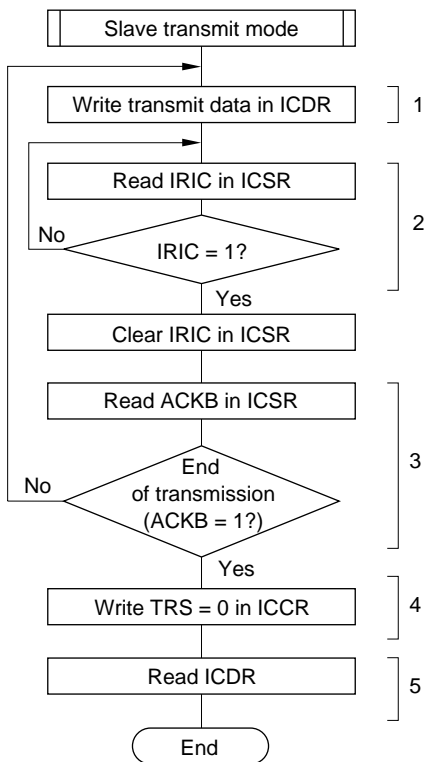 Slave transmit mode
Write transmit data in ICDR
1
Read IRIC in ICSR
2
No
IRIC = 1?
Yes
Clear IRIC in ICSR
Read ACKB in ICSR
3
End
No
of transmission
(ACKB = 1?)
Yes
Write TRS = 0 in ICCR
4
Read ICDR
5
End